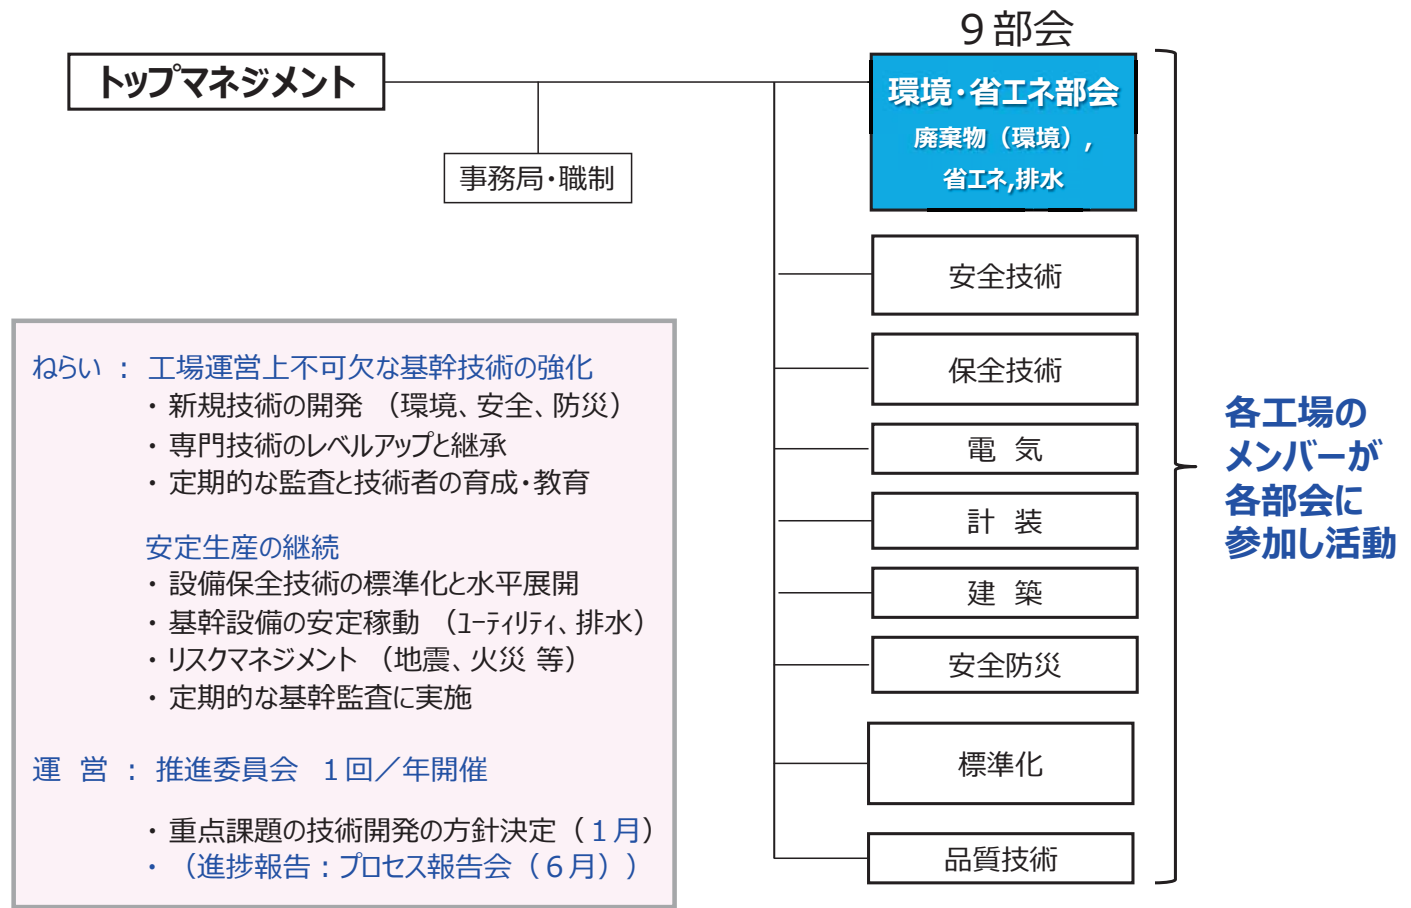 9部会
トップマネジメント
環境・省エネ部会
廃棄物（環境）,
省エネ,排水
事務局・職制
安全技術
保全技術
電 気
計 装
建 築
安全防災
標準化
品質技術
各工場の
メンバーが
各部会に
参加し活動
ねらい ： 工場運営上不可欠な基幹技術の強化
・ 新規技術の開発 （環境、安全、防災）
・ 専門技術のレベルアップと継承
・ 定期的な監査と技術者の育成・教育
安定生産の継続
・ 設備保全技術の標準化と水平展開
・ 基幹設備の安定稼動 （ﾕｰﾃｨﾘﾃｨ、排水）
・ リスクマネジメント （地震、火災 等）
・ 定期的な基幹監査に実施
運 営 ： 推進委員会 １回／年開催
・ 重点課題の技術開発の方針決定（１月）
・ （進捗報告：プロセス報告会（６月））